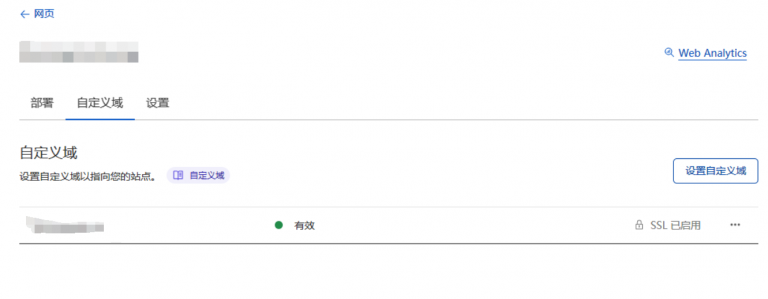 ← 网页
Web Analytics
部署 自定义域 设置
自定义域
设置自定义域以指向您的站点。 自定义域
设置自定义域
有效 SSL 已启用 ···